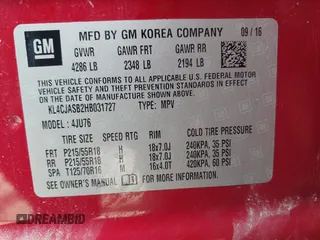 GM
MFD BY GM KOREA COMPANY 09/16
GVWR GAWR FRT GAWR RR
4286 LB 2348 LB 2194 LB
THIS VEHICLE CONFORMS TO ALL APPLICABLE U.S. FEDERAL
VEHICLE SAFETY AND THEFT PREVENTION STANDARDS IN
EFFECT ON THE DATE OF MANUFACTURE SHOWN ABOVE.
KL4CJASB2HB031727 TYPE: MPV
MODEL: 4JU76
TIRE SIZE SPEED RTG RIM COLD TIRE PRESSURE
FRT P215/55R18 H 18x7.0J 240KPA, 35 PSI
RR P215/55R18 H 18x7.0J 240KPA, 35 PSI
SPA T125/70R16 M 16x4.0T 420KPA, 60 PSI
SEE OWNER'S MANUAL FOR ADDITIONAL INFORMATION.
DREAMBID